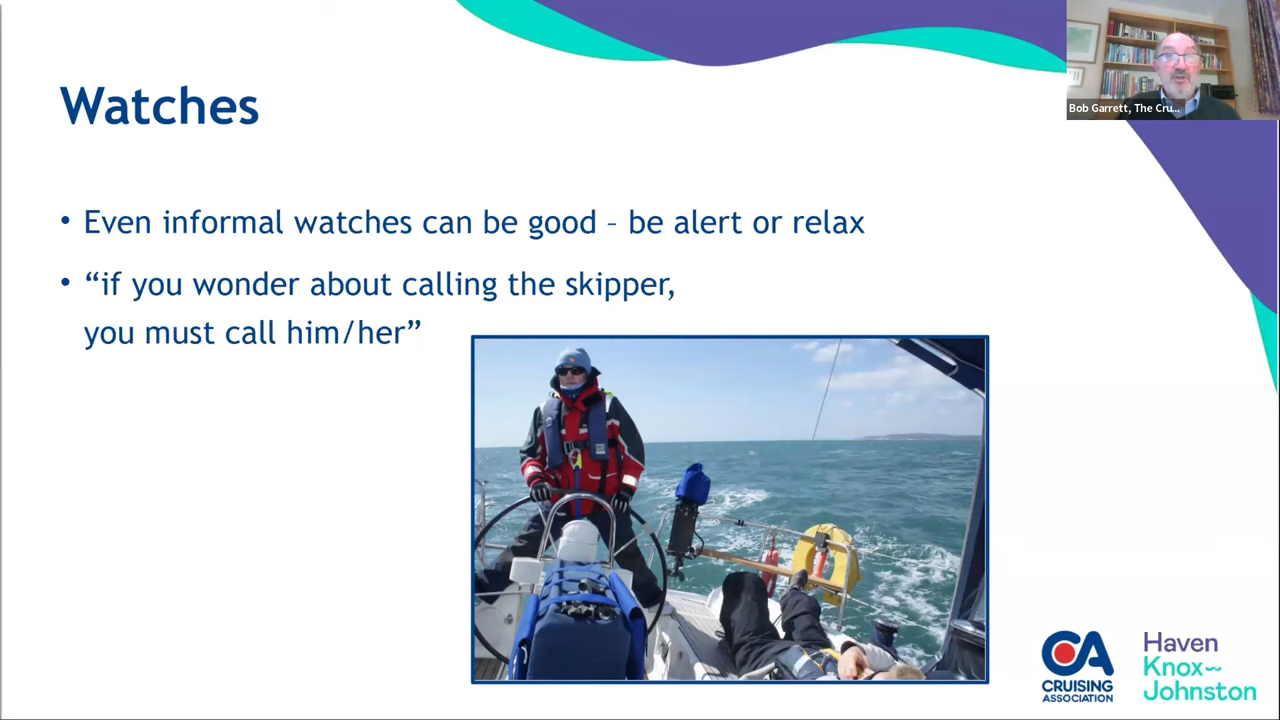 Bob Garrett, The Cru...
Watches
• Even informal watches can be good – be alert or relax
• “if you wonder about calling the skipper,
you must call him/her”
CA
CRUISING
ASSOCIATION
Haven
Knox~
Johnston